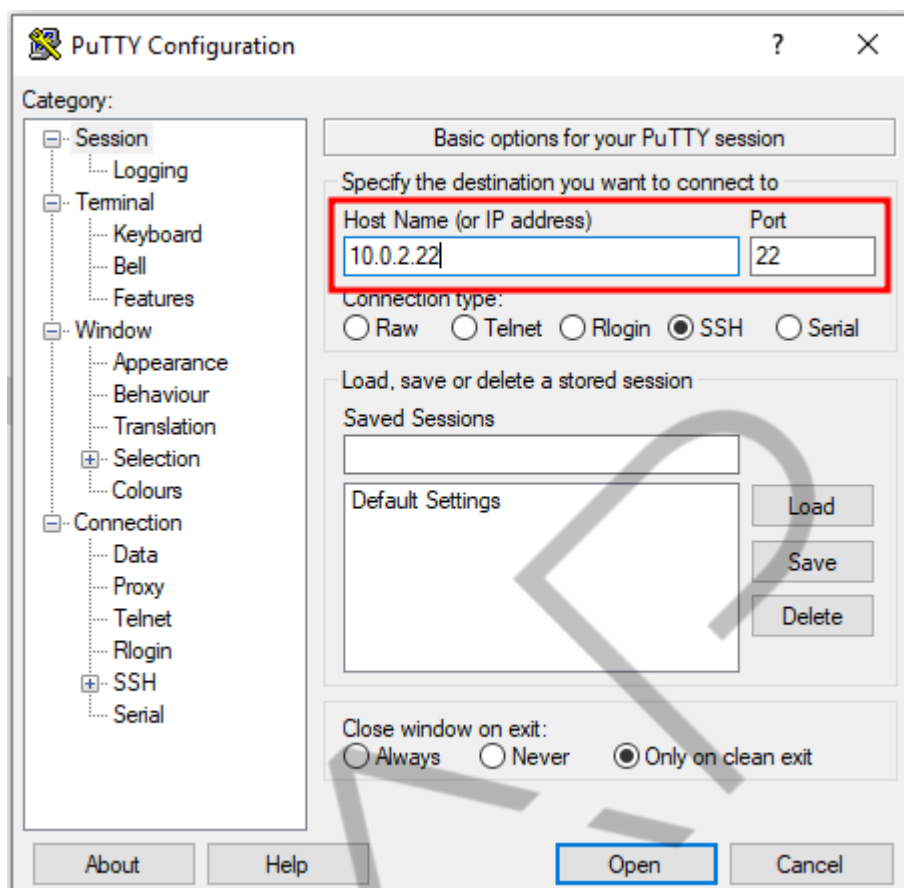 PuTTY Configuration
?
Category:
Session
Logging
Terminal
Keyboard
Bell
Features
Window
Appearance
Behaviour
Translation
Selection
Colours
Connection
Data
Proxy
Telnet
Rlogin
SSH
Serial
Basic options for your PuTTY session
Specify the destination you want to connect to
Host Name (or IP address) Port
10.0.2.22 22
Connection type:
Raw Telnet Rlogin SSH Serial
Load, save or delete a stored session
Saved Sessions
Default Settings
Load
Save
Delete
Close window on exit:
Always Never Only on clean exit
About Help Open Cancel